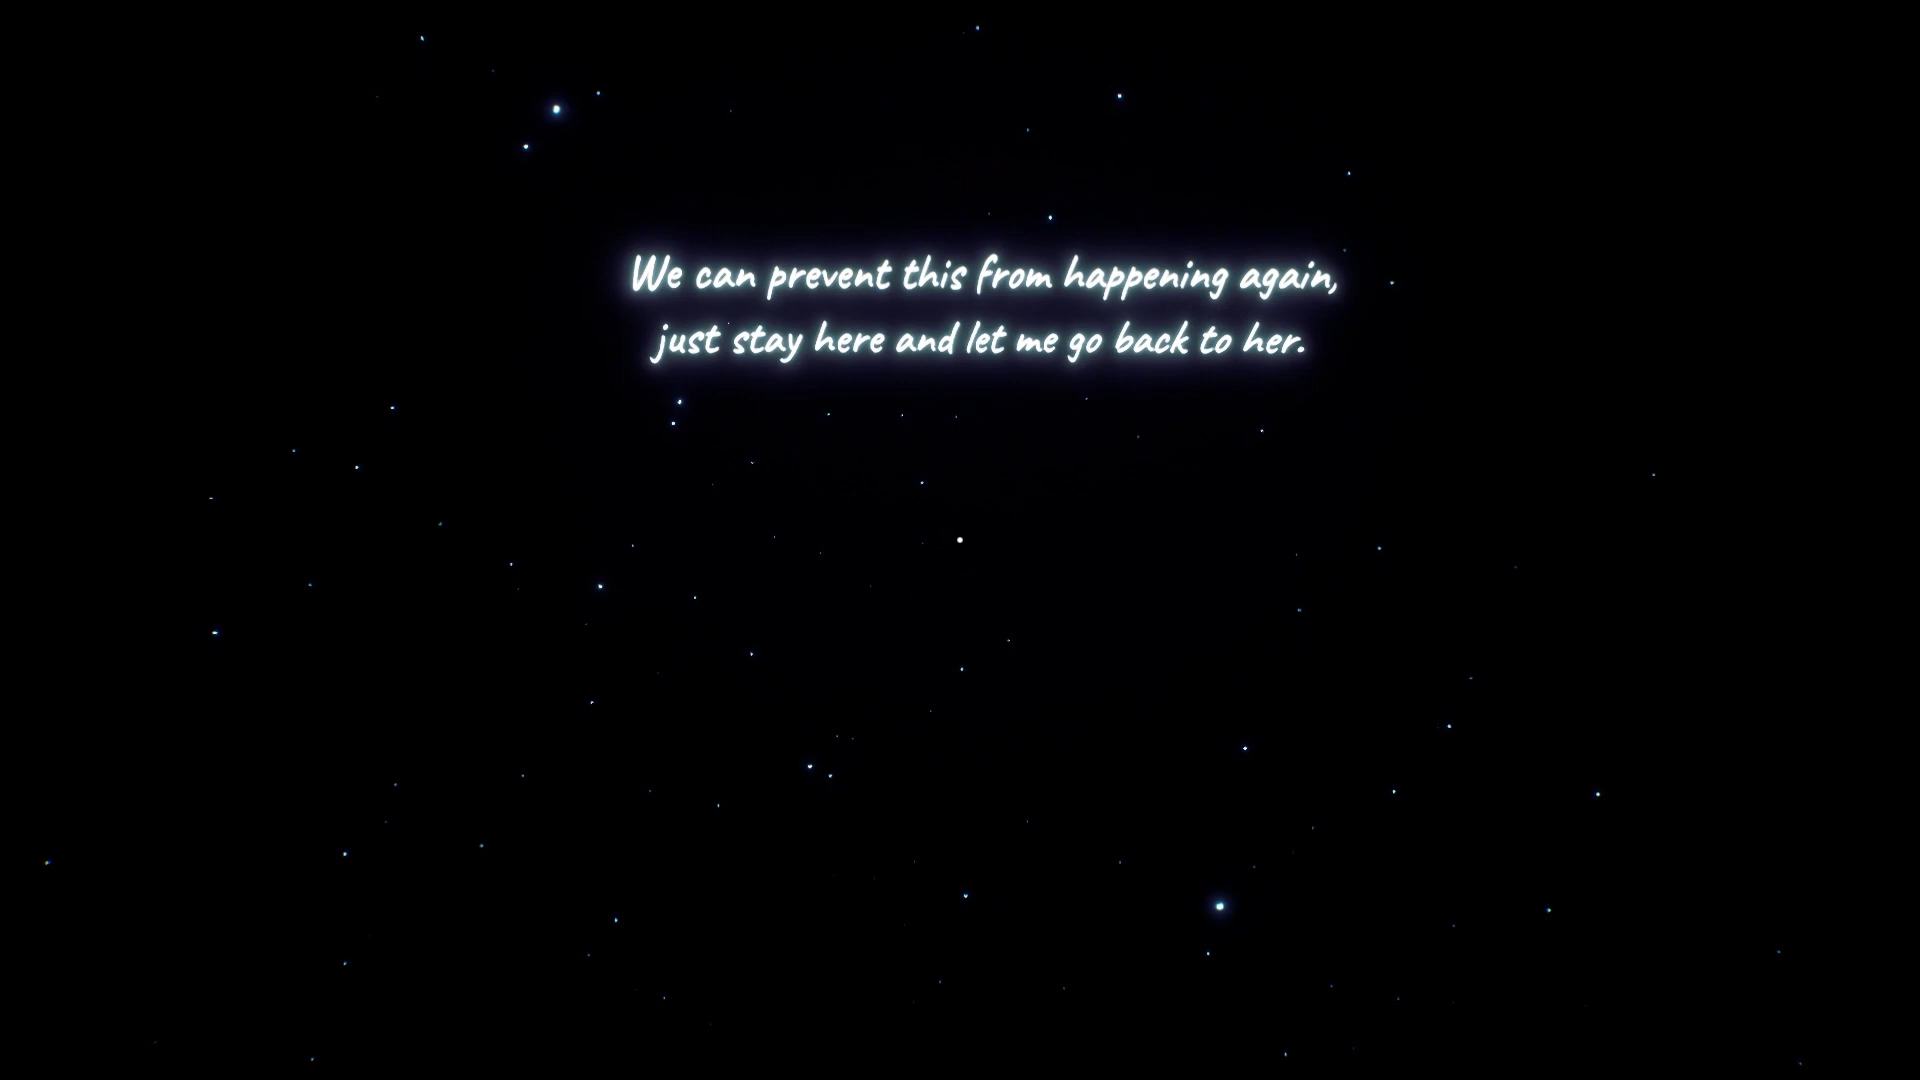 We can prevent this from happening again,
just stay here and let me go back to her.